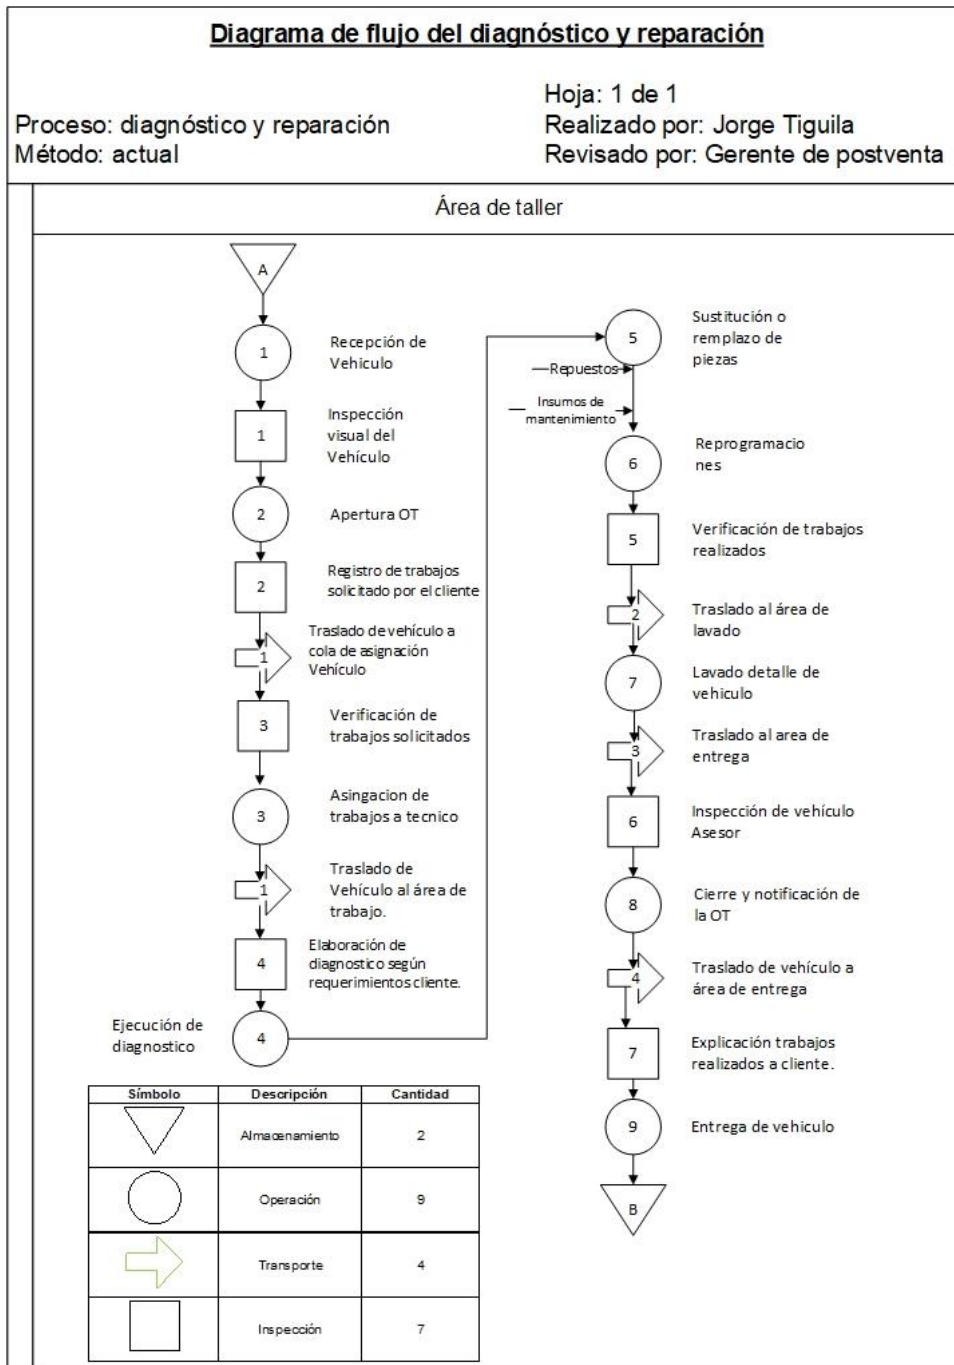 Diagrama de flujo del diagnóstico y reparación
Hoja: 1 de 1
Proceso: diagnóstico y reparación
Realizado por: Jorge Tiguila
Método: actual
Revisado por: Gerente de postventa
Área de taller
A
1
Recepción de
Vehiculo
1
Inspección
visual del
Vehículo
2
Apertura OT
2
Registro de trabajos
solicitado por el cliente
1
Traslado de vehículo a
cola de asignación
Vehículo
3
Verificación de
trabajos solicitados
3
Asingacion de
trabajos a tecnico
1
Traslado de
Vehículo al área de
trabajo.
4
Elaboración de
diagnostico según
requerimientos cliente.
Ejecución de
diagnostico
4
5
Sustitución o
remplazo de
piezas
Repuestos
Insumos de
mantenimiento
6
Reprogramacio
nes
5
Verificación de trabajos
realizados
2
Traslado al área de
lavado
7
Lavado detalle de
vehiculo
3
Traslado al area de
entrega
6
Inspección de vehículo
Asesor
8
Cierre y notificación de
la OT
4
Traslado de vehículo a
área de entrega
7
Explicación trabajos
realizados a cliente.
9
Entrega de vehiculo
B
Símbolo Descripción Cantidad
Almacenamiento 2
Operación 9
Transporte 4
Inspección 7